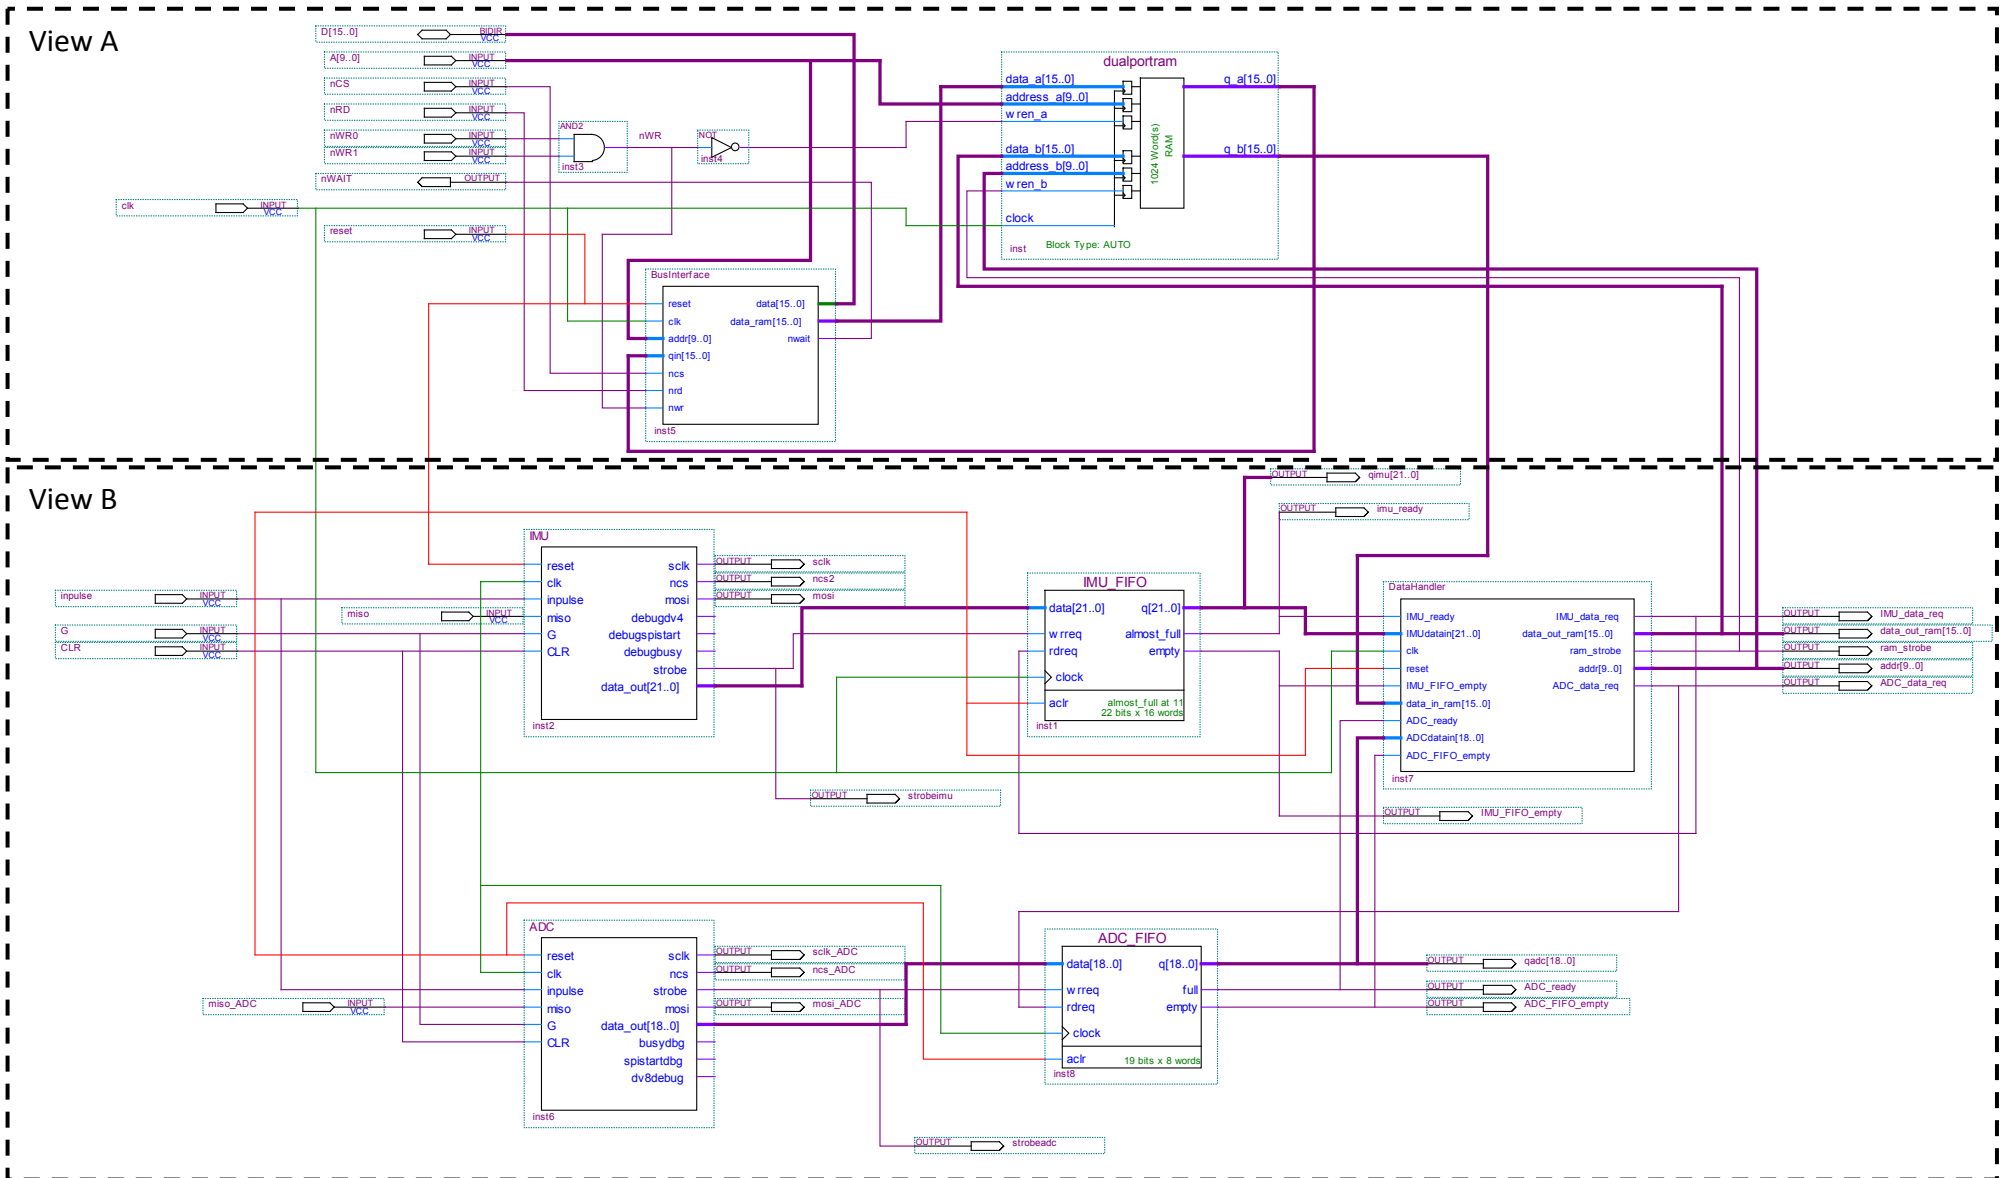 View A
D[15..0] BIDIR VCC
A[9..0] INPUT VCC
nCS INPUT VCC
nRD INPUT VCC
nWR0 INPUT VCC
nWR1 INPUT VCC
nWAIT OUTPUT
clk INPUT VCC
reset INPUT VCC
AND2
inst3
nWR
NOT
inst4
dualportram
data_a[15..0]
address_a[9..0]
wren_a
data_b[15..0]
address_b[9..0]
wren_b
clock
q_a[15..0]
q_b[15..0]
1024 Word(s)
RAM
inst
Block Type: AUTO
BusInterface
reset
clk
addr[9..0]
qin[15..0]
ncs
nrd
nwr
data[15..0]
data_ram[15..0]
nwait
inst5
View B
OUTPUT qimu[21..0]
OUTPUT imu_ready
inpulse INPUT VCC
G INPUT VCC
CLR INPUT VCC
miso INPUT VCC
IMU
reset
clk
inpulse
miso
G
CLR
sclk
ncs
mosi
debugdv4
debugspistart
debugbusy
strobe
data_out[21..0]
inst2
OUTPUT sclk
OUTPUT ncs2
OUTPUT mosi
IMU_FIFO
data[21..0]
wrreq
rdreq
clock
aclr
q[21..0]
almost_full
empty
almost_full at 11
22 bits x 16 words
inst1
DataHandler
IMU_ready
IMUdatain[21..0]
clk
reset
IMU_FIFO_empty
data_in_ram[15..0]
ADC_ready
ADCdatain[18..0]
ADC_FIFO_empty
IMU_data_req
data_out_ram[15..0]
ram_strobe
addr[9..0]
ADC_data_req
inst7
OUTPUT IMU_data_req
OUTPUT data_out_ram[15..0]
OUTPUT ram_strobe
OUTPUT addr[9..0]
OUTPUT ADC_data_req
OUTPUT strobeimu
OUTPUT IMU_FIFO_empty
miso_ADC INPUT VCC
ADC
reset
clk
inpulse
miso
G
CLR
sclk
ncs
strobe
mosi
data_out[18..0]
busydbg
spistartdbg
dv8debug
inst6
OUTPUT sclk_ADC
OUTPUT ncs_ADC
OUTPUT mosi_ADC
ADC_FIFO
data[18..0]
wrreq
rdreq
clock
aclr
q[18..0]
full
empty
19 bits x 8 words
inst8
OUTPUT qadc[18..0]
OUTPUT ADC_ready
OUTPUT ADC_FIFO_empty
OUTPUT strobeadc